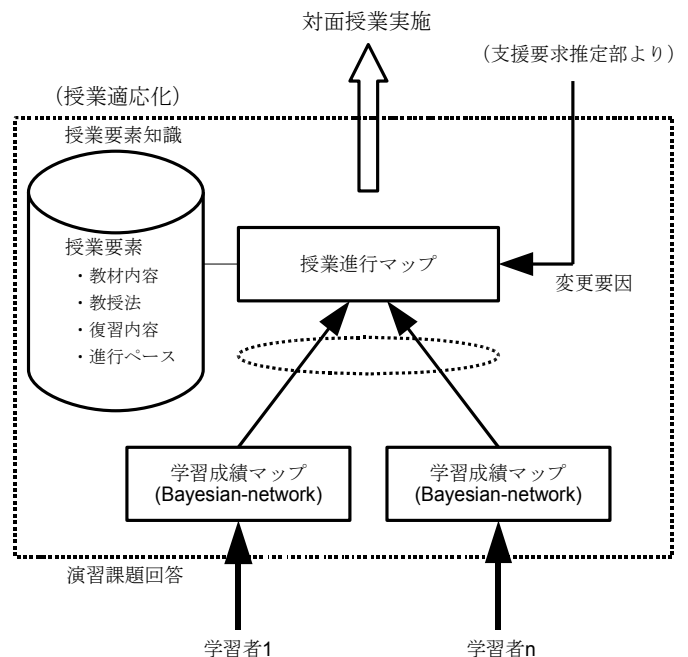 対面授業実施
(支援要求推定部より)
(授業適応化)
授業要素知識
授業要素
・教材内容
・教授法
・復習内容
・進行ペース
授業進行マップ
変更要因
学習成績マップ
(Bayesian-network)
学習成績マップ
(Bayesian-network)
演習課題回答
学習者1
学習者n